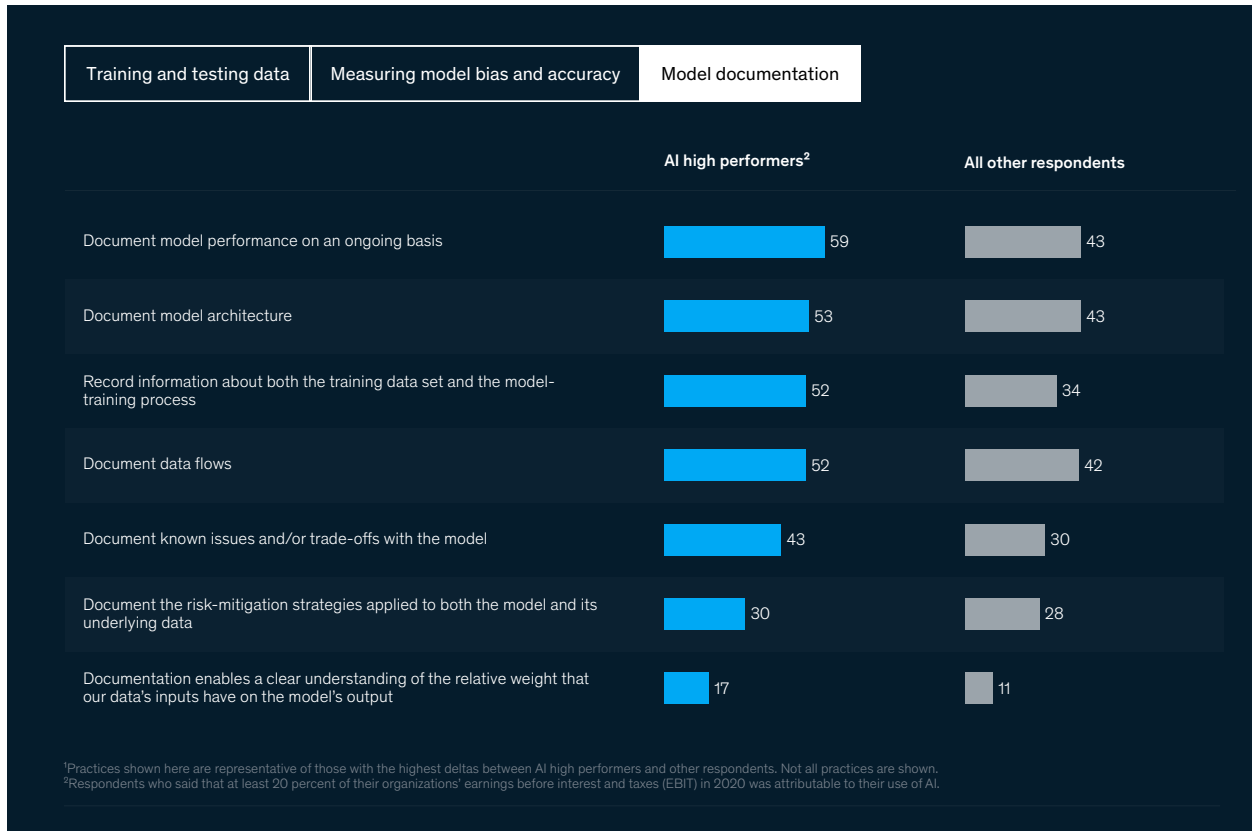 Training and testing data
Measuring model bias and accuracy
Model documentation
AI high performers²
All other respondents
Document model performance on an ongoing basis
59
43
Document model architecture
53
43
Record information about both the training data set and the model-
training process
52
34
Document data flows
52
42
Document known issues and/or trade-offs with the model
43
30
Document the risk-mitigation strategies applied to both the model and its
underlying data
30
28
Documentation enables a clear understanding of the relative weight that
our data's inputs have on the model's output
17
11
¹Practices shown here are representative of those with the highest deltas between AI high performers and other respondents. Not all practices are shown.
²Respondents who said that at least 20 percent of their organizations' earnings before interest and taxes (EBIT) in 2020 was attributable to their use of AI.